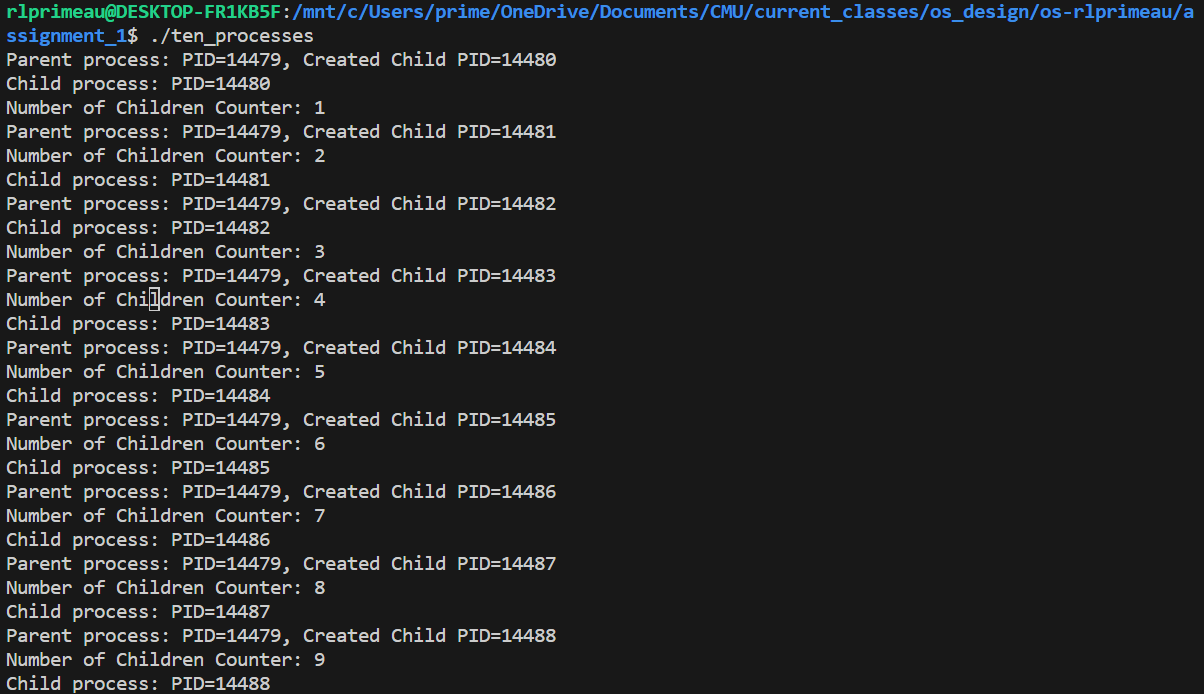 rlprimeau@DESKTOP-FR1KB5F:/mnt/c/Users/prime/OneDrive/Documents/CMU/current_classes/os_design/os-rlprimeau/a
ssignment_1$ ./ten_processes
Parent process: PID=14479, Created Child PID=14480
Child process: PID=14480
Number of Children Counter: 1
Parent process: PID=14479, Created Child PID=14481
Number of Children Counter: 2
Child process: PID=14481
Parent process: PID=14479, Created Child PID=14482
Child process: PID=14482
Number of Children Counter: 3
Parent process: PID=14479, Created Child PID=14483
Number of Children Counter: 4
Child process: PID=14483
Parent process: PID=14479, Created Child PID=14484
Number of Children Counter: 5
Child process: PID=14484
Parent process: PID=14479, Created Child PID=14485
Number of Children Counter: 6
Child process: PID=14485
Parent process: PID=14479, Created Child PID=14486
Number of Children Counter: 7
Child process: PID=14486
Parent process: PID=14479, Created Child PID=14487
Number of Children Counter: 8
Child process: PID=14487
Parent process: PID=14479, Created Child PID=14488
Number of Children Counter: 9
Child process: PID=14488